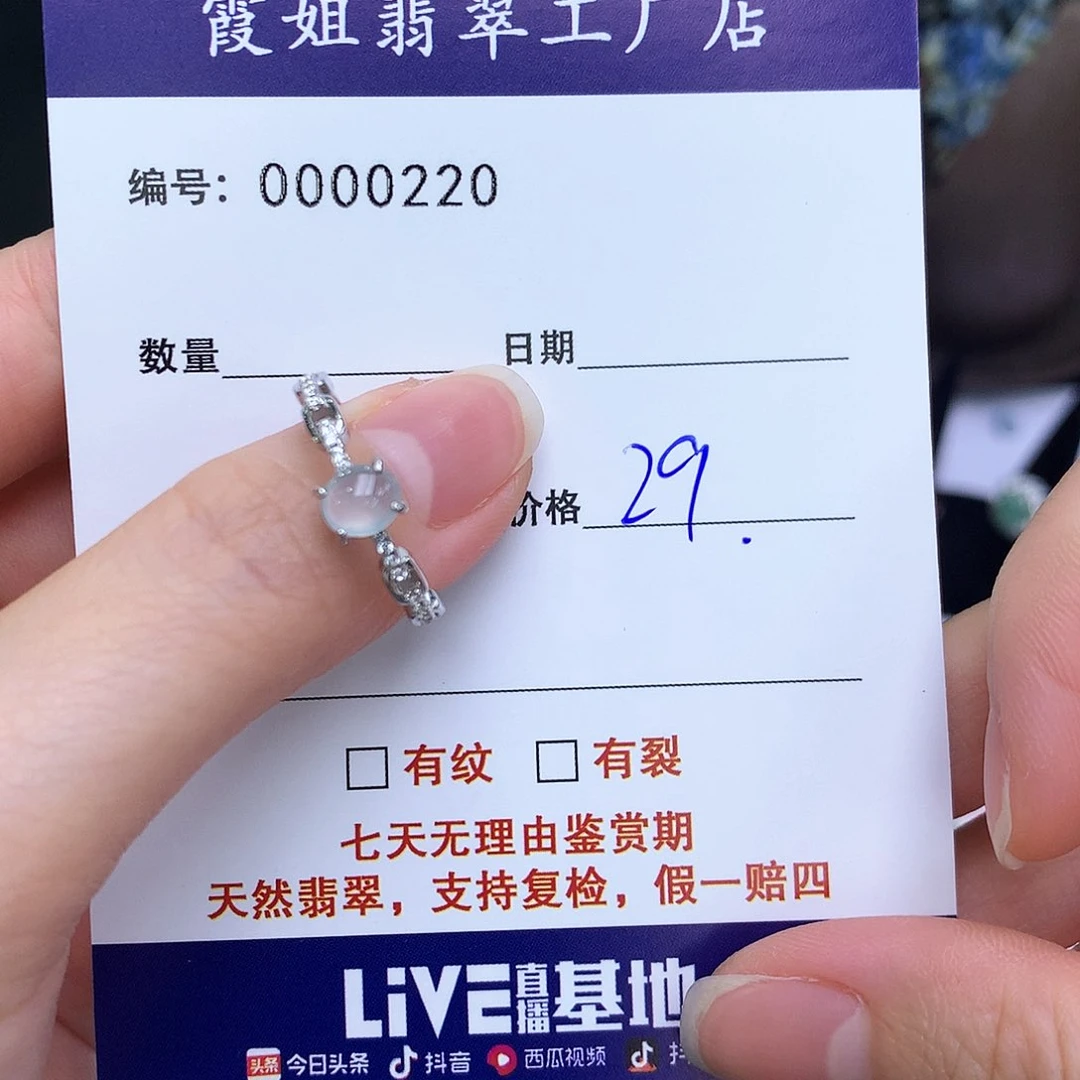 霞姐翡翠工厂店
编号：0000220
数量 日期
价格 29.
有纹 有裂
七天无理由鉴赏期
天然翡翠，支持复检，假一赔四
LiVE直播基地
头条 今日头条 抖音 西瓜视频